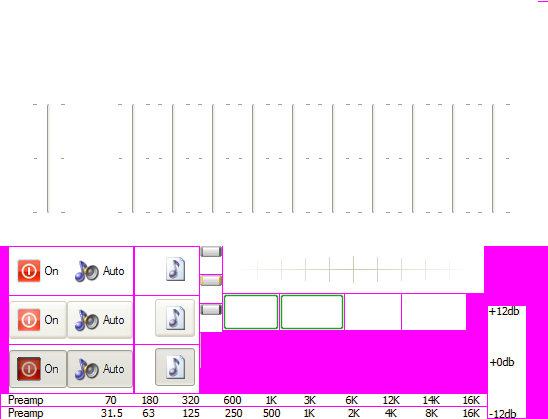 On Auto
On Auto
+12db
+0db
On Auto
Preamp 70 180 320 600 1K 3K 6K 12K 14K 16K
Preamp 31.5 63 125 250 500 1K 2K 4K 8K 16K
-12db